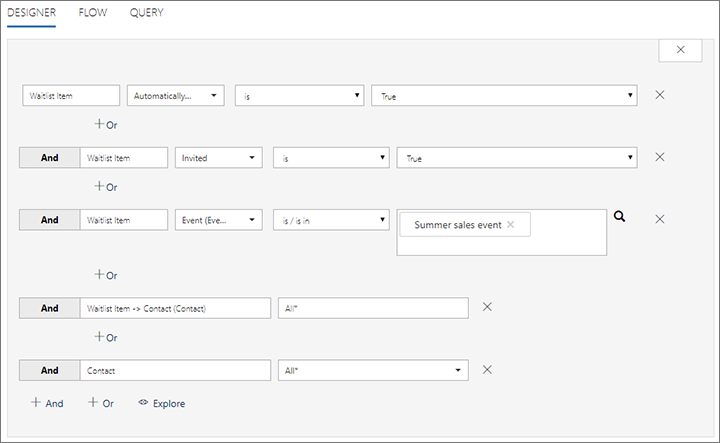 DESIGNER FLOW QUERY
Waitlist Item Automatically... is True
+ Or
And Waitlist Item Invited is True
+ Or
And Waitlist Item Event (Eve... is / is in Summer sales event
+ Or
And Waitlist Item -> Contact (Contact) All*
+ Or
And Contact All*
+ And + Or Explore